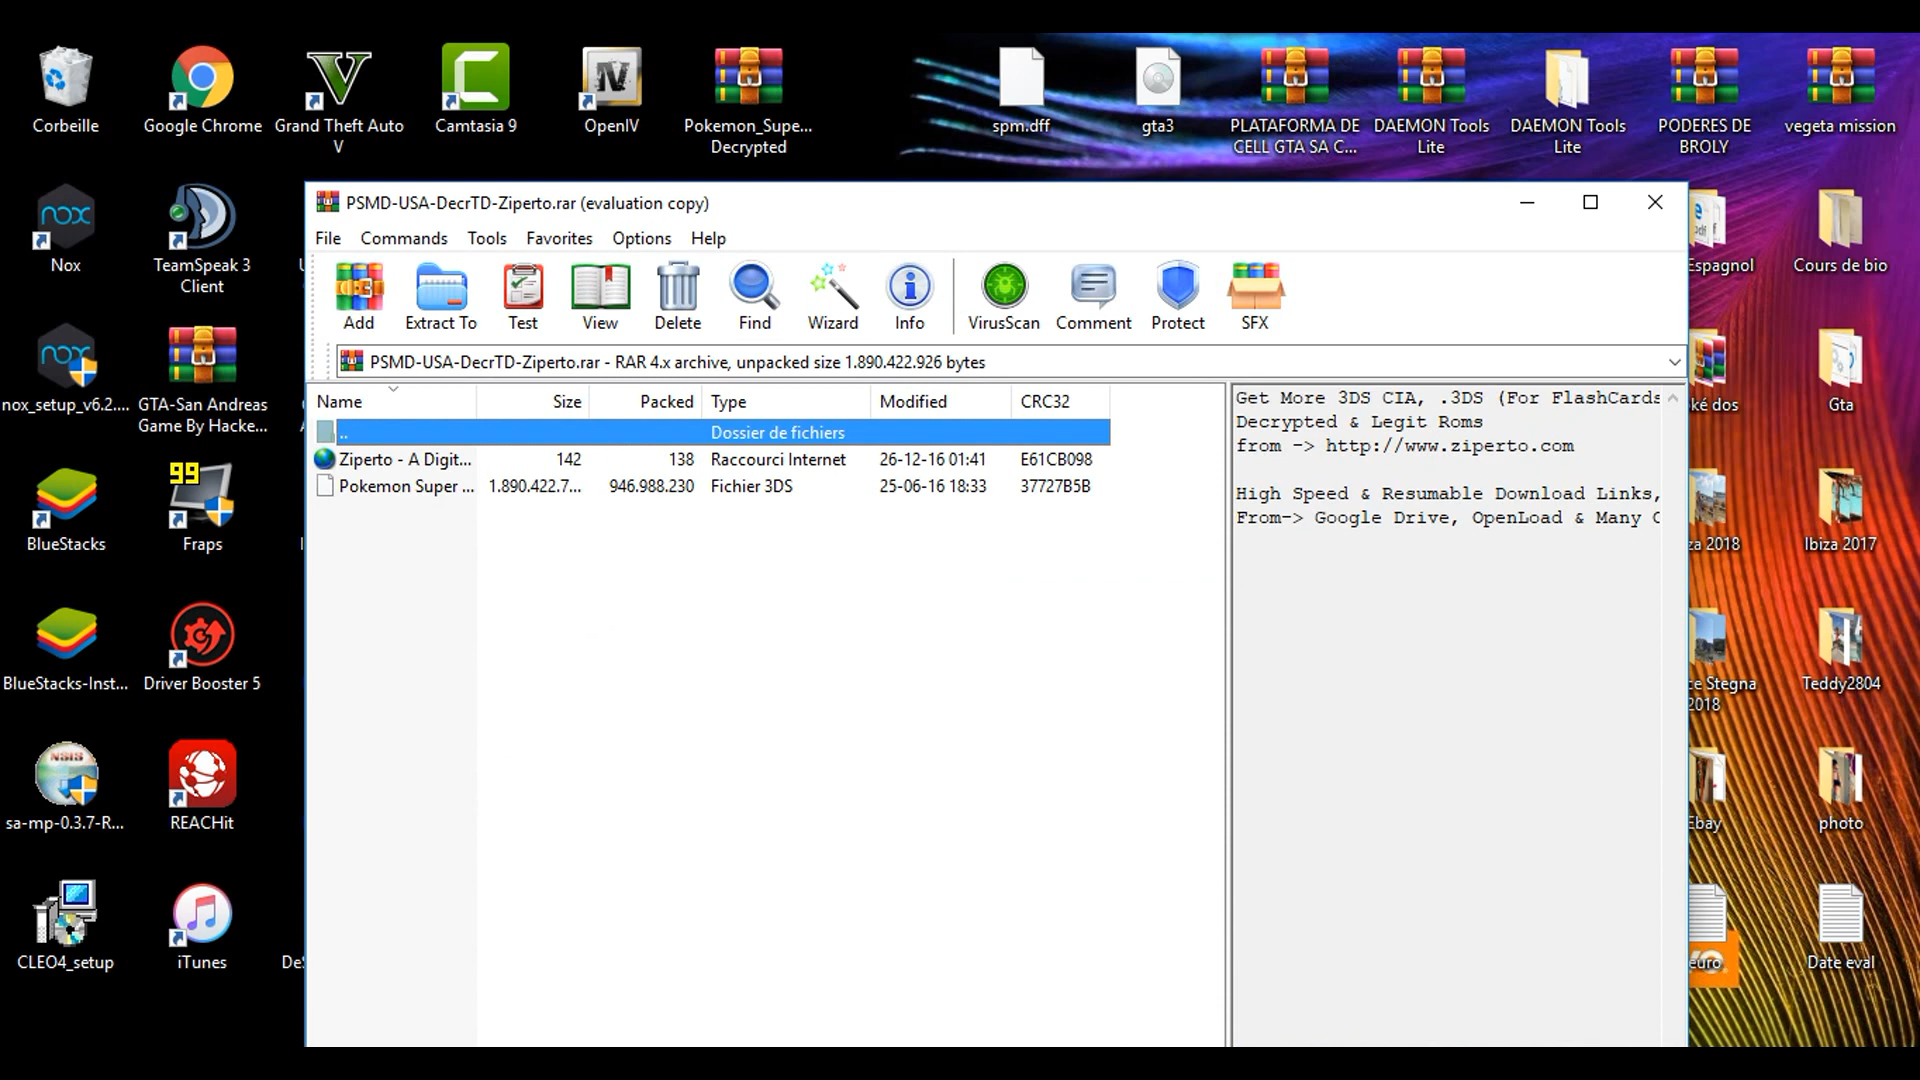 Corbeille
Google Chrome
Grand Theft Auto
V
Camtasia 9
OpenIV
Pokemon_Supe...
Decrypted
spm.dff
gta3
PLATAFORMA DE
CELL GTA SA C...
DAEMON Tools
Lite
DAEMON Tools
Lite
PODERES DE
BROLY
vegeta mission
nox
Nox
TeamSpeak 3
Client
nox
nox_setup_v6.2....
GTA-San Andreas
Game By Hacke...
BlueStacks
99
Fraps
BlueStacks-Inst...
Driver Booster 5
NSIS
sa-mp-0.3.7-R...
REACHit
CLEO4_setup
iTunes
PSMD-USA-DecrTD-Ziperto.rar (evaluation copy)
File Commands Tools Favorites Options Help
Add Extract To Test View Delete Find Wizard Info VirusScan Comment Protect SFX
PSMD-USA-DecrTD-Ziperto.rar - RAR 4.x archive, unpacked size 1.890.422.926 bytes
Name Size Packed Type Modified CRC32
.. Dossier de fichiers
Ziperto - A Digit... 142 138 Raccourci Internet 26-12-16 01:41 E61CB098
Pokemon Super ... 1.890.422.7... 946.988.230 Fichier 3DS 25-06-16 18:33 37727B5B
Get More 3DS CIA, .3DS (For FlashCards
Decrypted & Legit Roms
from -> http://www.ziperto.com
High Speed & Resumable Download Links,
From-> Google Drive, OpenLoad & Many
Espagnol
Cours de bio
ké dos
Gta
za 2018
Ibiza 2017
ce Stegna
2018
Teddy2804
Ebay
photo
euro
Date eval